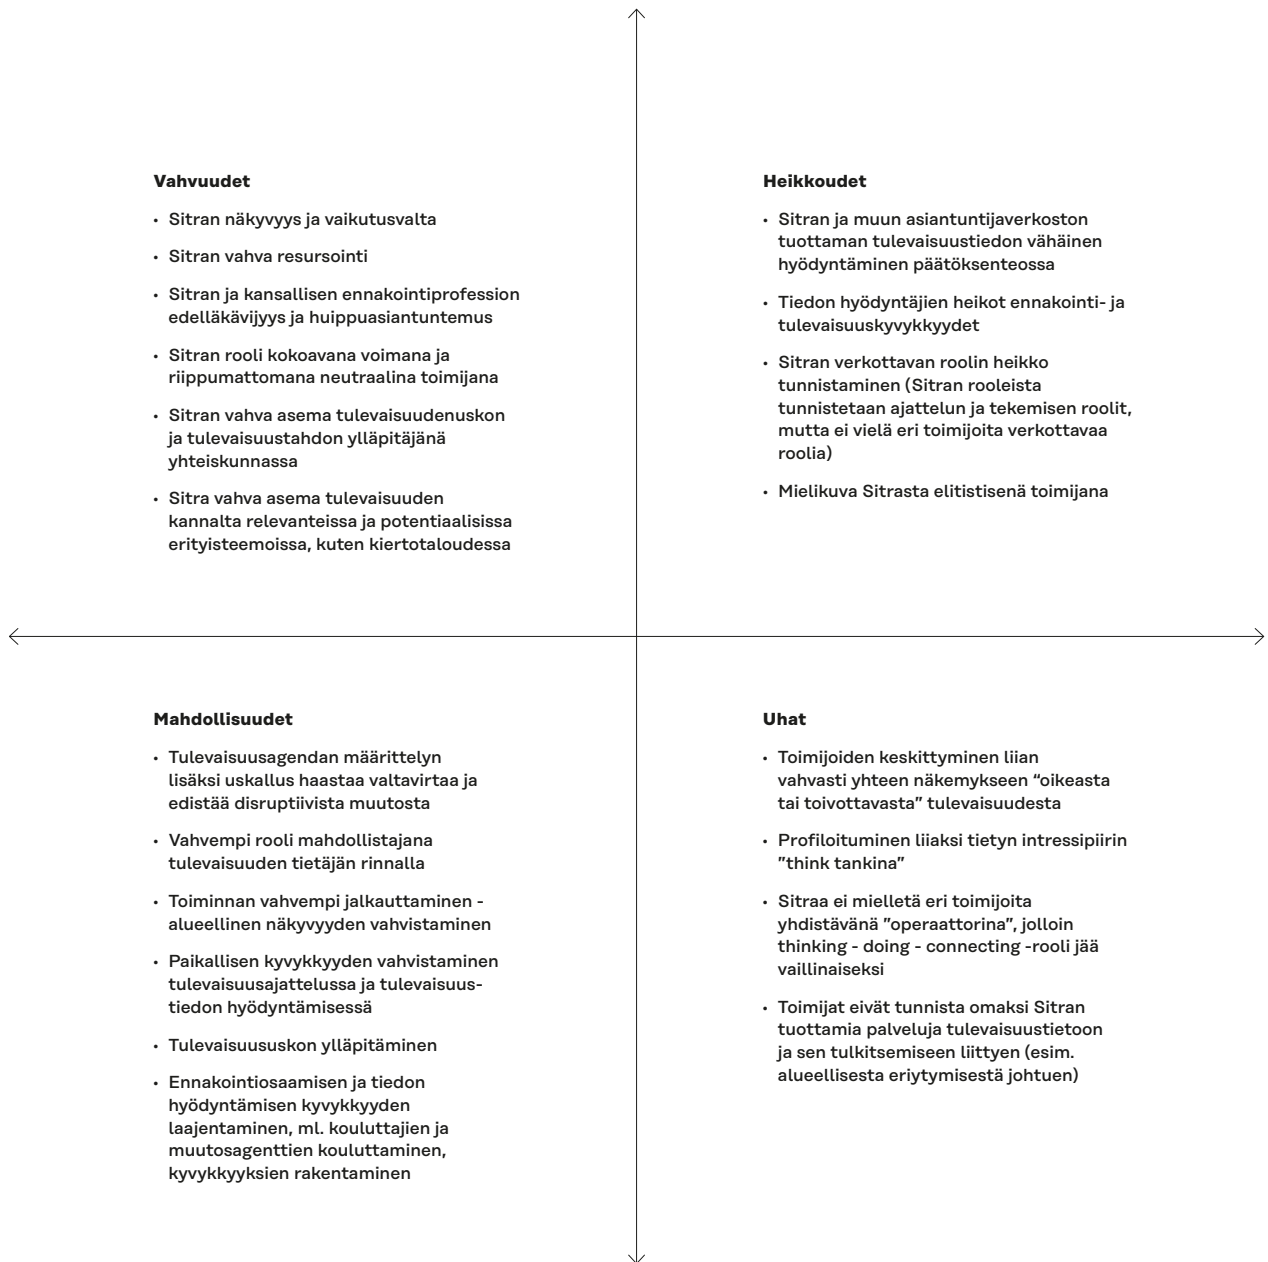 Vahvuudet
• Sitran näkyvyys ja vaikutusvalta
• Sitran vahva resursointi
• Sitran ja kansallisen ennakointiprofession
edelläkävijyys ja huippuasiantuntemus
• Sitran rooli kokoavana voimana ja
riippumattomana neutraalina toimijana
• Sitran vahva asema tulevaisuudenuskon
ja tulevaisuustahdon ylläpitäjänä
yhteiskunnassa
• Sitra vahva asema tulevaisuuden
kannalta relevanteissa ja potentiaalisissa
erityisteemoissa, kuten kiertotaloudessa
Heikkoudet
• Sitran ja muun asiantuntijaverkoston
tuottaman tulevaisuustiedon vähäinen
hyödyntäminen päätöksenteossa
• Tiedon hyödyntäjien heikot ennakointi- ja
tulevaisuuskyvykkyydet
• Sitran verkottavan roolin heikko
tunnistaminen (Sitran rooleista
tunnistetaan ajattelun ja tekemisen roolit,
mutta ei vielä eri toimijoita verkottavaa
roolia)
• Mielikuva Sitrasta elitistisenä toimijana
Mahdollisuudet
• Tulevaisuusagendan määrittelyn
lisäksi uskallus haastaa valtavirtaa ja
edistää disruptiivista muutosta
• Vahvempi rooli mahdollistajana
tulevaisuuden tietäjän rinnalla
• Toiminnan vahvempi jalkauttaminen -
alueellinen näkyvyyden vahvistaminen
• Paikallisen kyvykkyyden vahvistaminen
tulevaisuusajattelussa ja tulevaisuus-
tiedon hyödyntämisessä
• Tulevaisuususkon ylläpitäminen
• Ennakointiosaamisen ja tiedon
hyödyntämisen kyvykkyyden
laajentaminen, ml. kouluttajien ja
muutosagenttien kouluttaminen,
kyvykkyyksien rakentaminen
Uhat
• Toimijoiden keskittyminen liian
vahvasti yhteen näkemykseen “oikeasta
tai toivottavasta” tulevaisuudesta
• Profiloituminen liiaksi tietyn intressipiirin
”think tankina”
• Sitraa ei mielletä eri toimijoita
yhdistävänä ”operaattorina”, jolloin
thinking - doing - connecting -rooli jää
vaillinaiseksi
• Toimijat eivät tunnista omaksi Sitran
tuottamia palveluja tulevaisuustietoon
ja sen tulkitsemiseen liittyen (esim.
alueellisesta eriytymisestä johtuen)